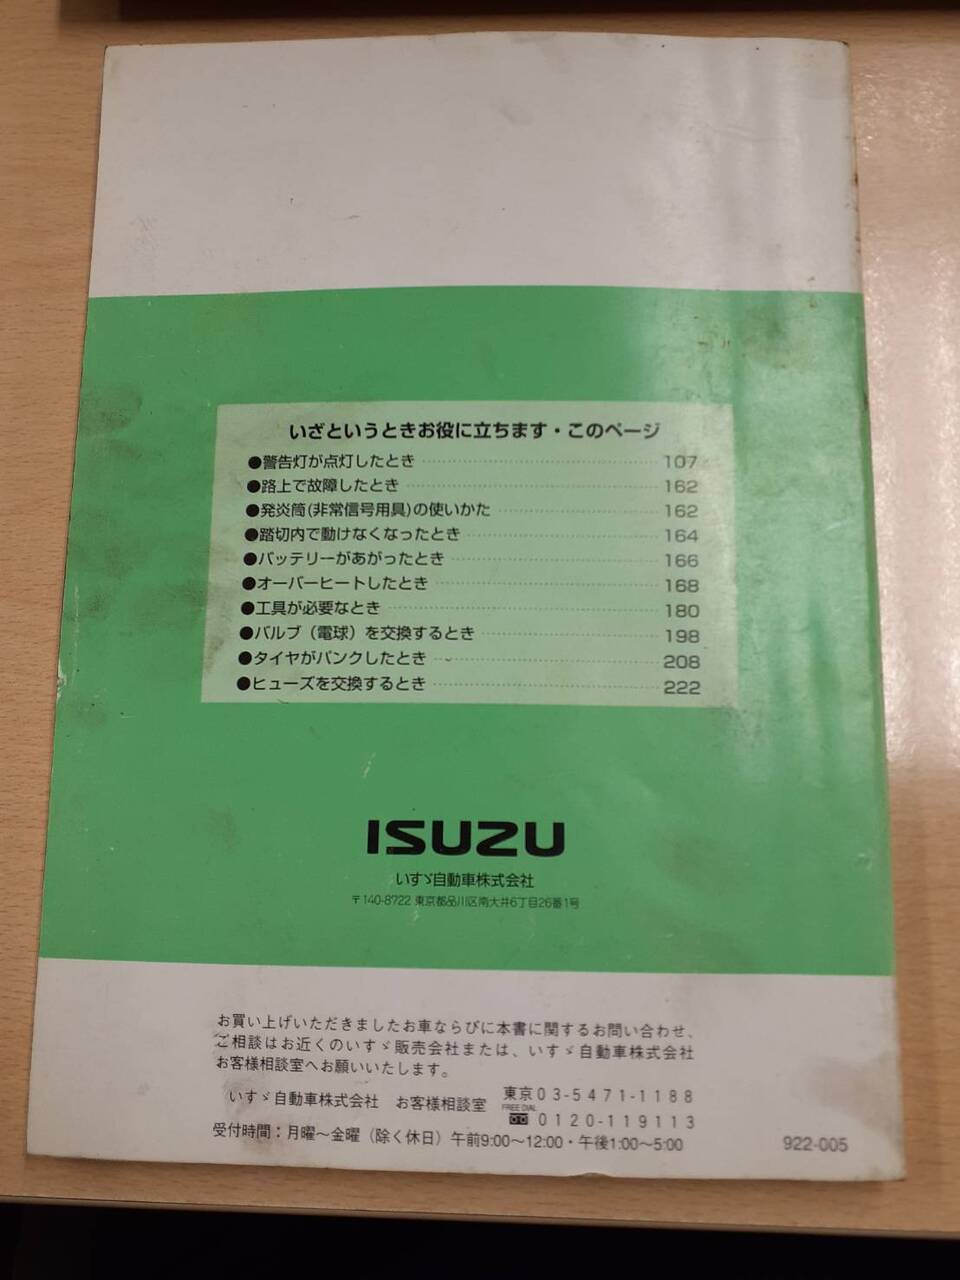 いざというときお役に立ちます・このページ
●警告灯が点灯したとき 107
●路上で故障したとき 162
●発炎筒(非常信号用具)の使いかた 162
●踏切内で動けなくなったとき 164
●バッテリーがあがったとき 166
●オーバーヒートしたとき 168
●工具が必要なとき 180
●バルブ（電球）を交換するとき 198
●タイヤがパンクしたとき 208
●ヒューズを交換するとき 222
ISUZU
いすゞ自動車株式会社
〒140-8722 東京都品川区南大井6丁目26番1号
お買い上げいただきましたお車ならびに本書に関するお問い合わせ、
ご相談はお近くのいすゞ販売会社または、いすゞ自動車株式会社
お客様相談室へお願いいたします。
いすゞ自動車株式会社 お客様相談室 東京03-5471-1188
FREE DIAL
0120-119113
受付時間：月曜〜金曜（除く休日）午前9:00〜12:00・午後1:00〜5:00
922-005